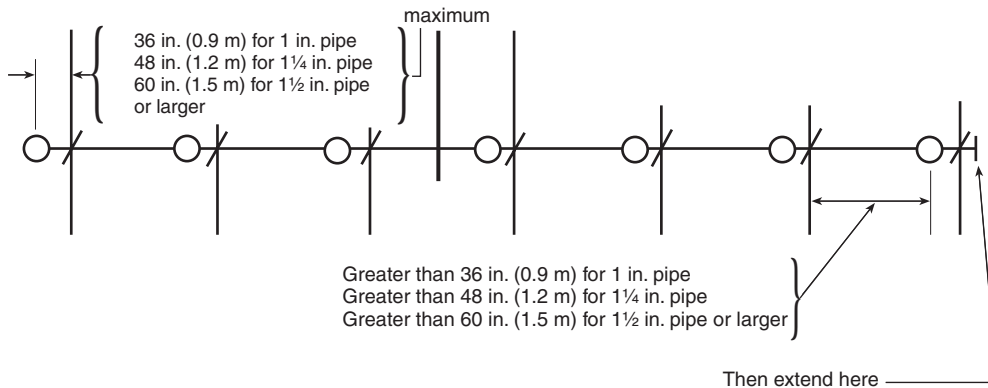 maximum
36 in. (0.9 m) for 1 in. pipe
48 in. (1.2 m) for 1¼ in. pipe
60 in. (1.5 m) for 1½ in. pipe
or larger
Greater than 36 in. (0.9 m) for 1 in. pipe
Greater than 48 in. (1.2 m) for 1¼ in. pipe
Greater than 60 in. (1.5 m) for 1½ in. pipe or larger
Then extend here